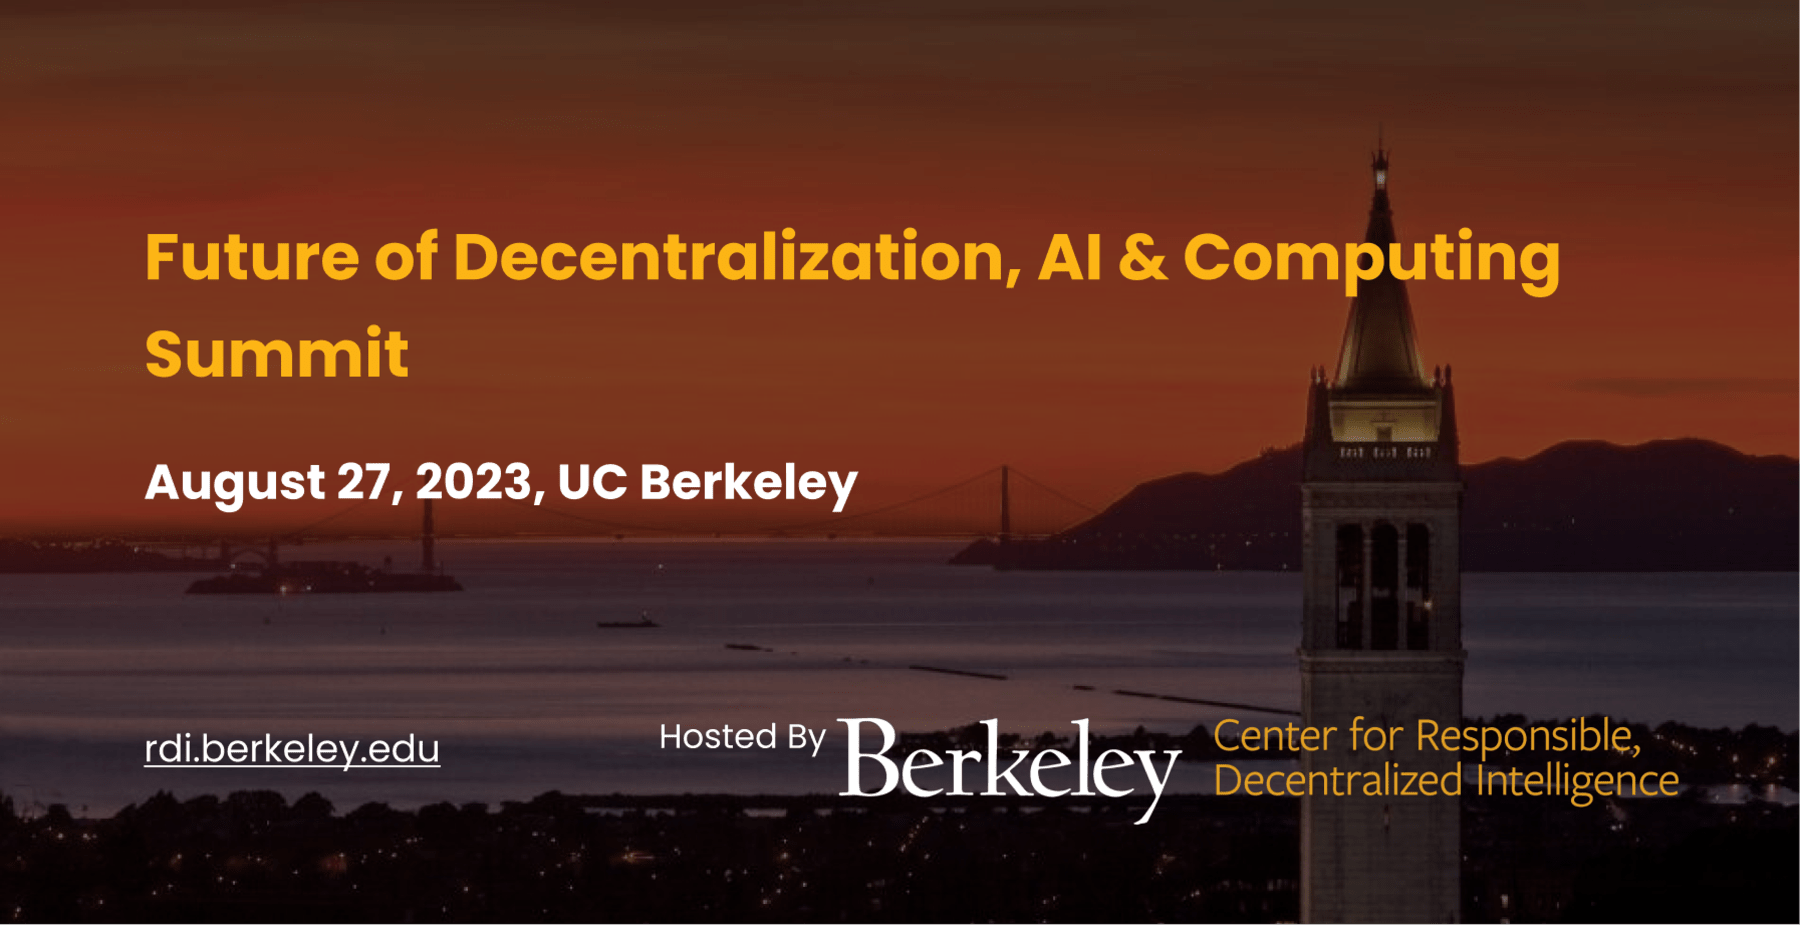 Future of Decentralization, AI & Computing
Summit
August 27, 2023, UC Berkeley
rdi.berkeley.edu
Hosted By Berkeley
Center for Responsible,
Decentralized Intelligence